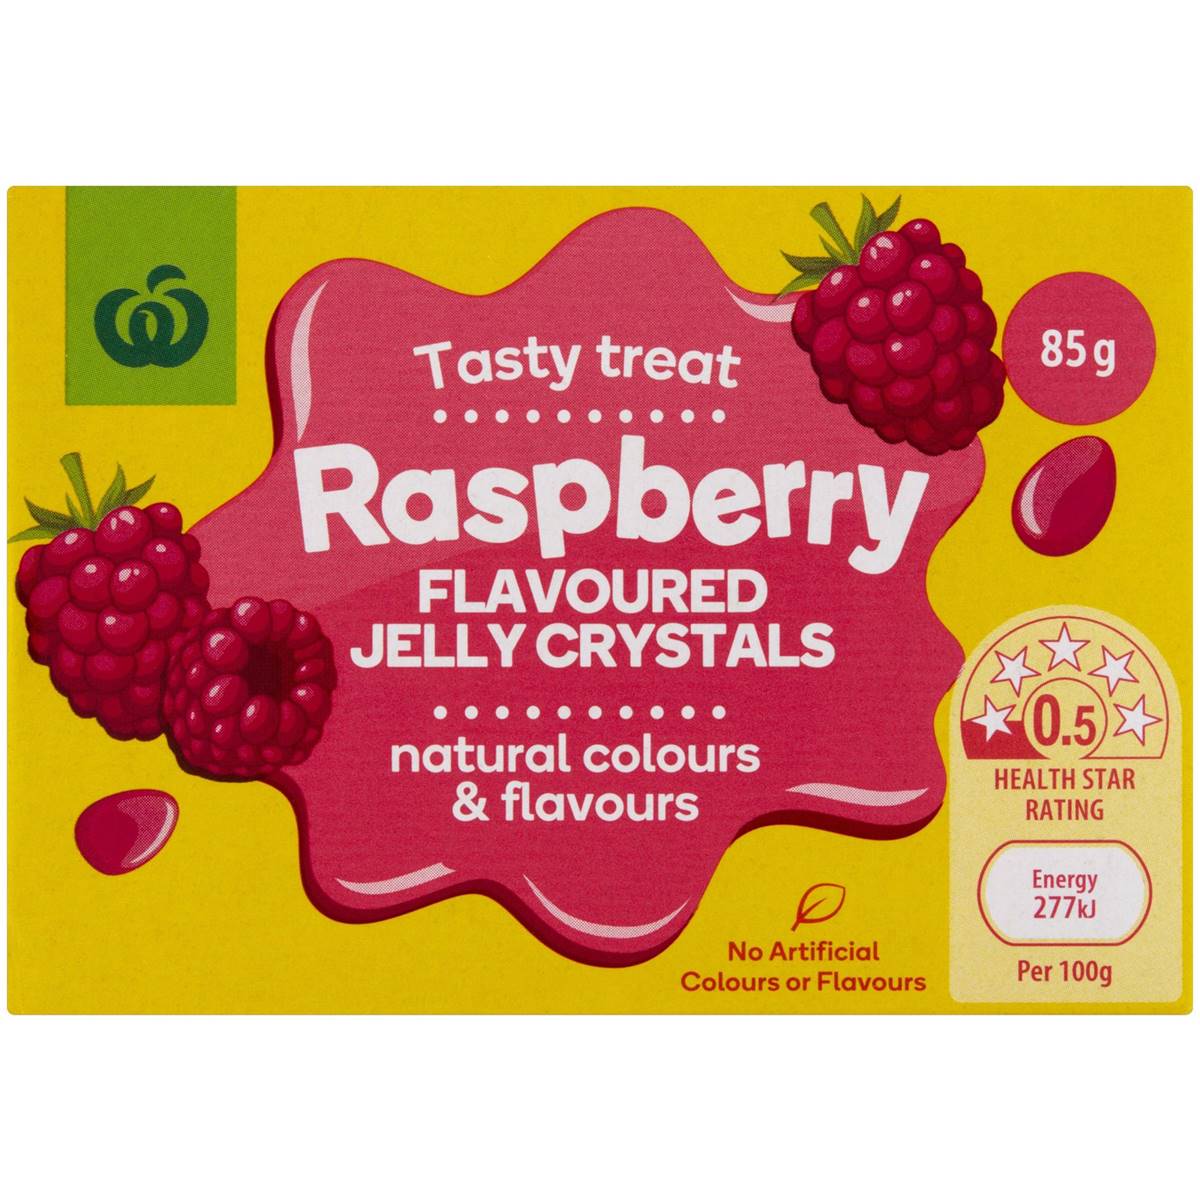 Tasty treat
85g
Raspberry
FLAVOURED
JELLY CRYSTALS
natural colours
& flavours
0.5
HEALTH STAR
RATING
Energy
277kJ
Per 100g
No Artificial
Colours or Flavours